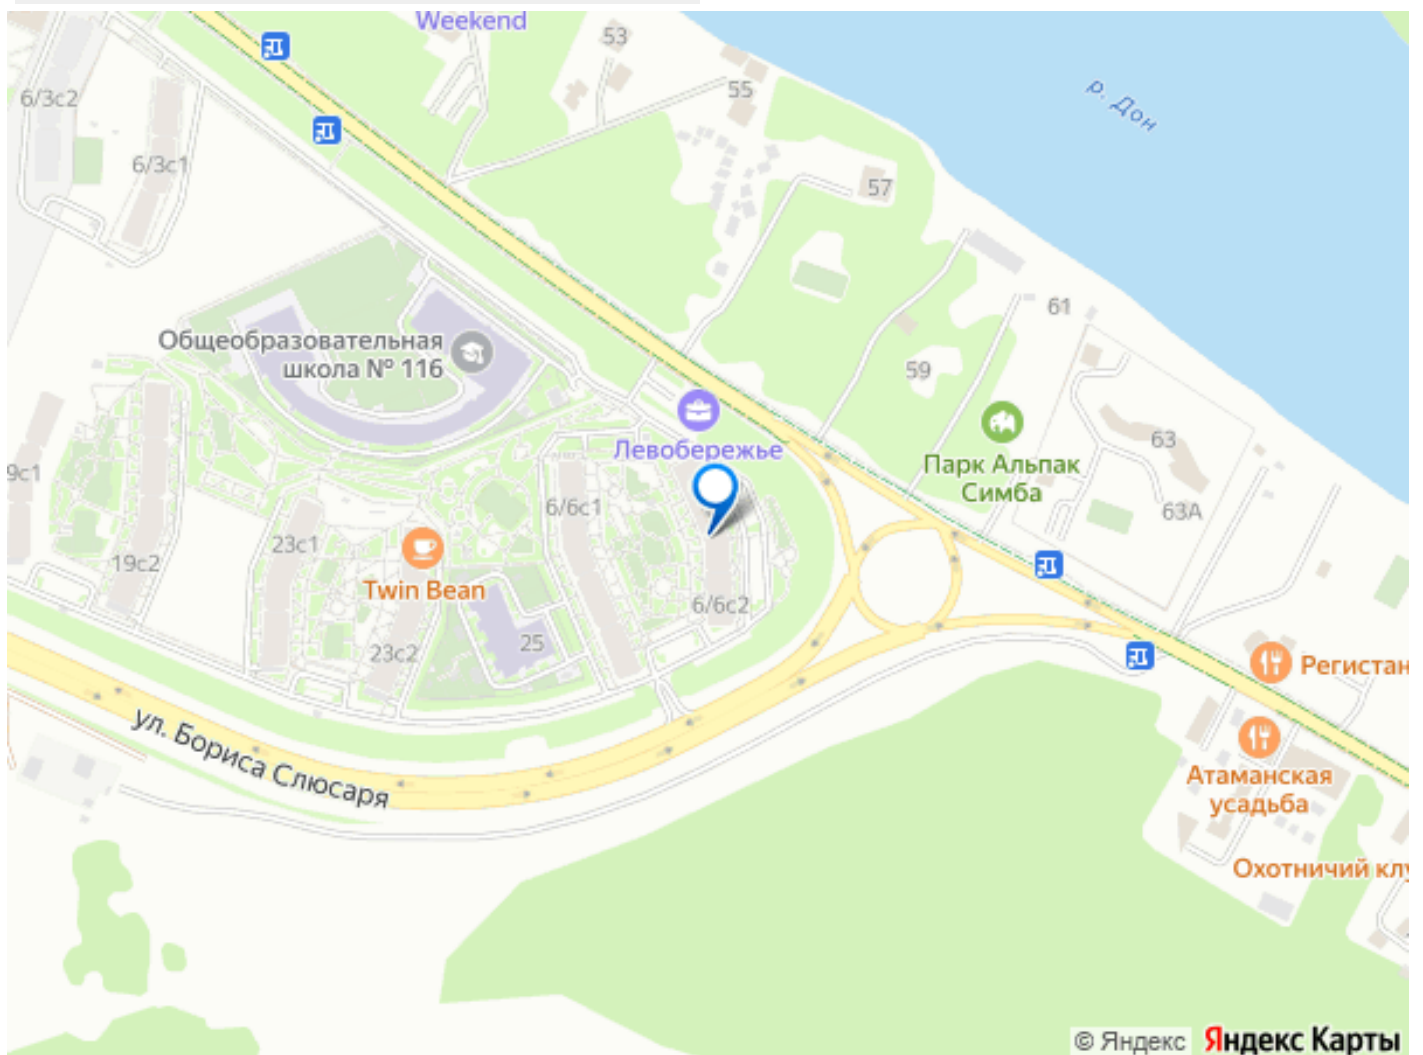 Weekend
53
6/3с2
55
р. Дон
6/3с1
57
61
Общеобразовательная
школа № 116
59
Левобережье
63
Парк Альпак
Симба
9с1
6/6с1
63А
23с1
19с2
Twin Bean
6/6с2
25
23с2
Регистан
ул. Бориса Слюсаря
Атаманская
усадьба
Охотничий клу
© Яндекс Яндекс Карты